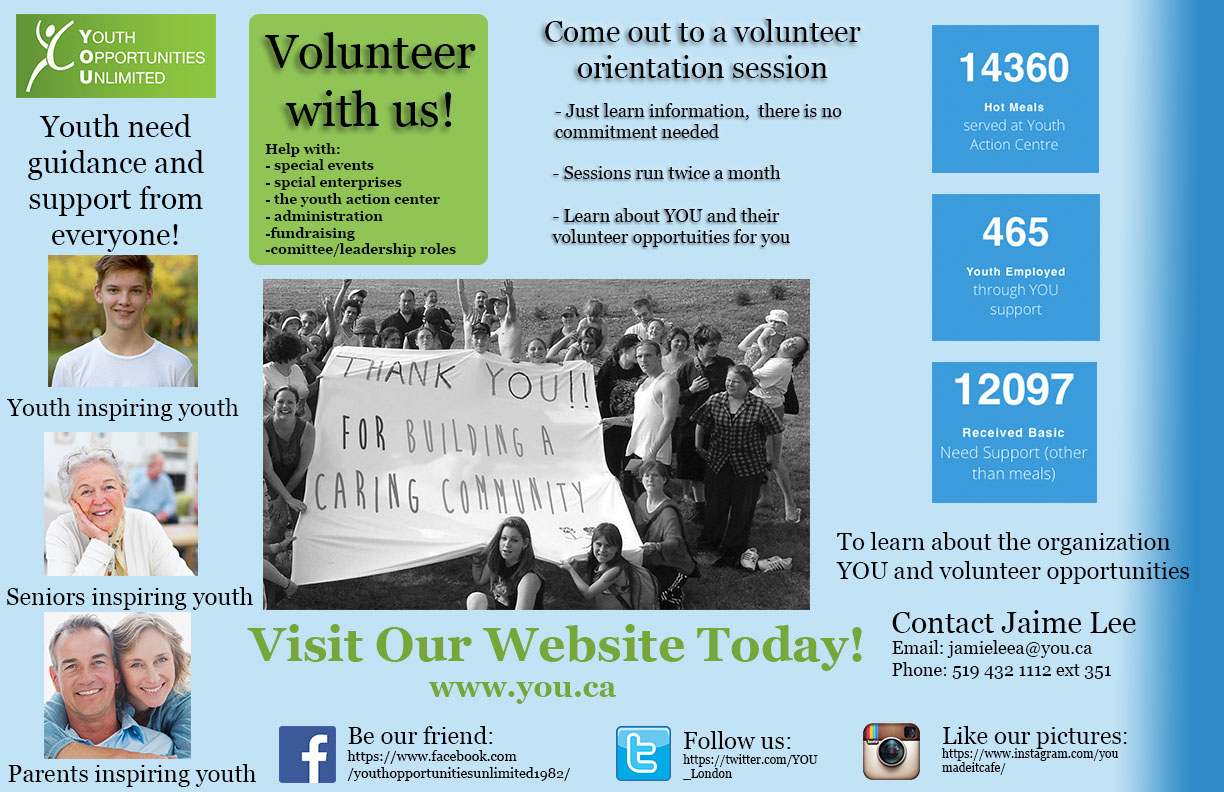 YOUTH
OPPORTUNITIES
UNLIMITED
Youth need
guidance and
support from
everyone!
Youth inspiring youth
Seniors inspiring youth
Parents inspiring youth
Volunteer
with us!
Help with:
- special events
- spcial enterprises
- the youth action center
- administration
-fundraising
-comittee/leadership roles
Come out to a volunteer
orientation session
- Just learn information, there is no
commitment needed
- Sessions run twice a month
- Learn about YOU and their
volunteer opportuities for you
THANK YOU!!
FOR BUILDING A
CARING COMMUNITY
14360
Hot Meals
served at Youth
Action Centre
465
Youth Employed
through YOU
support
12097
Received Basic
Need Support (other
than meals)
To learn about the organization
YOU and volunteer opportunities
Contact Jaime Lee
Email: jamieleea@you.ca
Phone: 519 432 1112 ext 351
Visit Our Website Today!
www.you.ca
Be our friend:
https://www.facebook.com
/youthopportunitiesunlimited1982/
Follow us:
https://twitter.com/YOU
_London
Like our pictures:
https://www.instagram.com/you
madeitcafe/